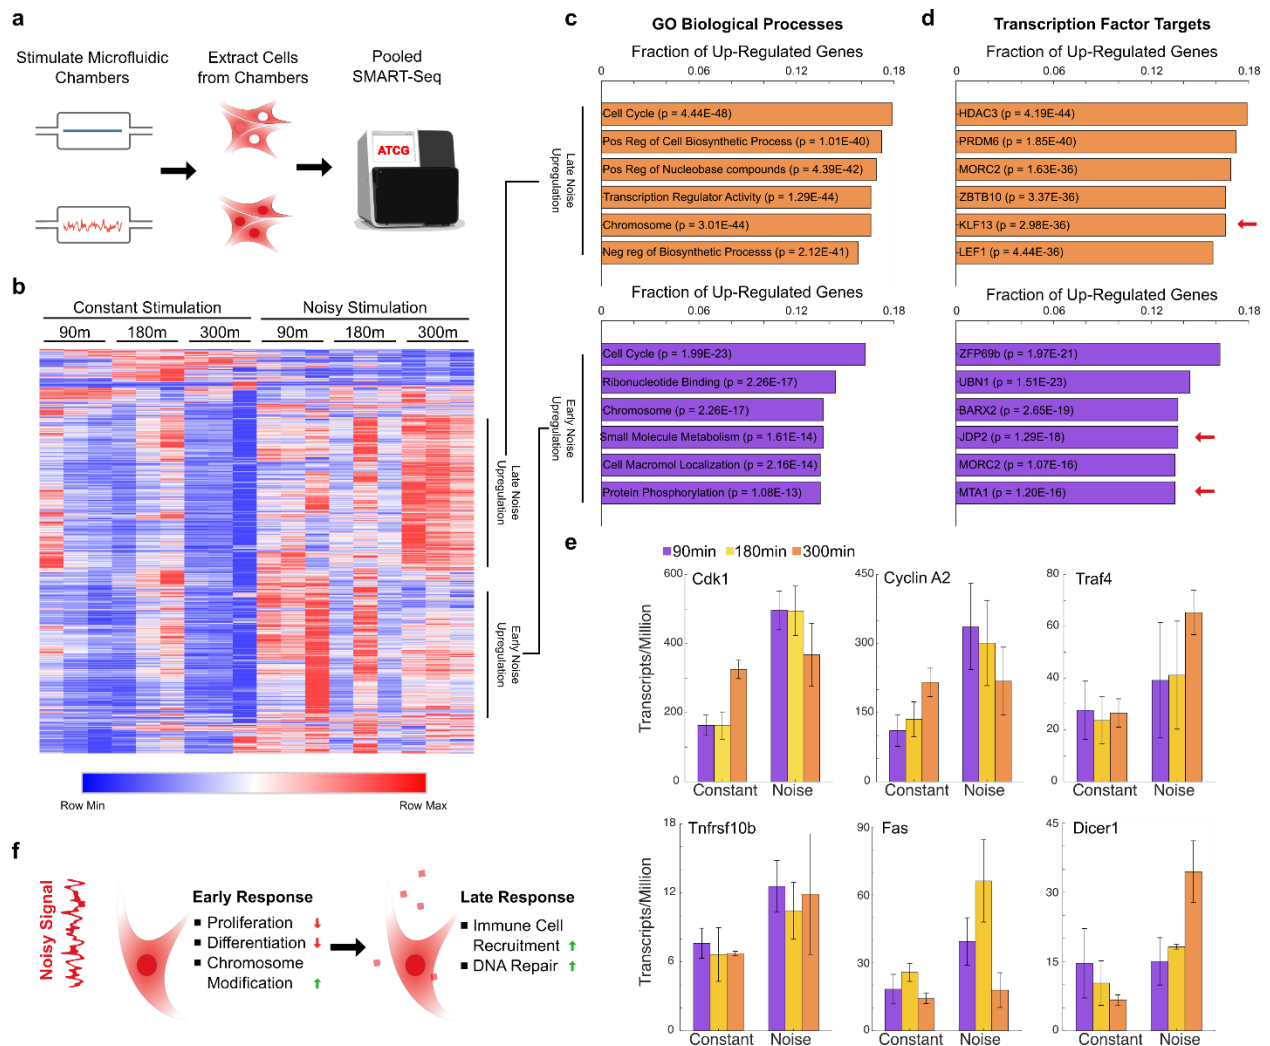 a
Stimulate Microfluidic
Chambers
Extract Cells
from Chambers
Pooled
SMART-Seq
ATCG
b
Constant Stimulation
Noisy Stimulation
90m
180m
300m
90m
180m
300m
Late Noise
Upregulation
Early Noise
Upregulation
Row Min
Row Max
c
GO Biological Processes
Fraction of Up-Regulated Genes
0
0.06
0.12
0.18
Late Noise
Upregulation
Cell Cycle (p = 4.44E-48)
Pos Reg of Cell Biosynthetic Process (p = 1.01E-40)
Pos Reg of Nucleobase compounds (p = 4.39E-42)
Transcription Regulator Activity (p = 1.29E-44)
Chromosome (p = 3.01E-44)
Neg reg of Biosynthetic Processs (p = 2.12E-41)
Fraction of Up-Regulated Genes
0
0.06
0.12
0.18
Early Noise
Upregulation
Cell Cycle (p = 1.99E-23)
Ribonucleotide Binding (p = 2.26E-17)
Chromosome (p = 2.26E-17)
Small Molecule Metabolism (p = 1.61E-14)
Cell Macromol Localization (p = 2.16E-14)
Protein Phosphorylation (p = 1.08E-13)
d
Transcription Factor Targets
Fraction of Up-Regulated Genes
0
0.06
0.12
0.18
HDAC3 (p = 4.19E-44)
PRDM6 (p = 1.85E-40)
MORC2 (p = 1.63E-36)
ZBTB10 (p = 3.37E-36)
KLF13 (p = 2.98E-36)
LEF1 (p = 4.44E-36)
Fraction of Up-Regulated Genes
0
0.06
0.12
0.18
ZFP69b (p = 1.97E-21)
UBN1 (p = 1.51E-23)
BARX2 (p = 2.65E-19)
JDP2 (p = 1.29E-18)
MORC2 (p = 1.07E-16)
MTA1 (p = 1.20E-16)
e
90min
180min
300min
Transcripts/Million
Cdk1
600
400
200
0
Constant
Noise
Cyclin A2
450
300
150
0
Constant
Noise
Traf4
80
60
40
20
0
Constant
Noise
Transcripts/Million
Tnfrsf10b
18
12
6
0
Constant
Noise
Fas
90
60
30
0
Constant
Noise
Dicer1
45
30
15
0
Constant
Noise
f
Noisy Signal
Early Response
Proliferation
Differentiation
Chromosome
Modification
Late Response
Immune Cell
Recruitment
DNA Repair